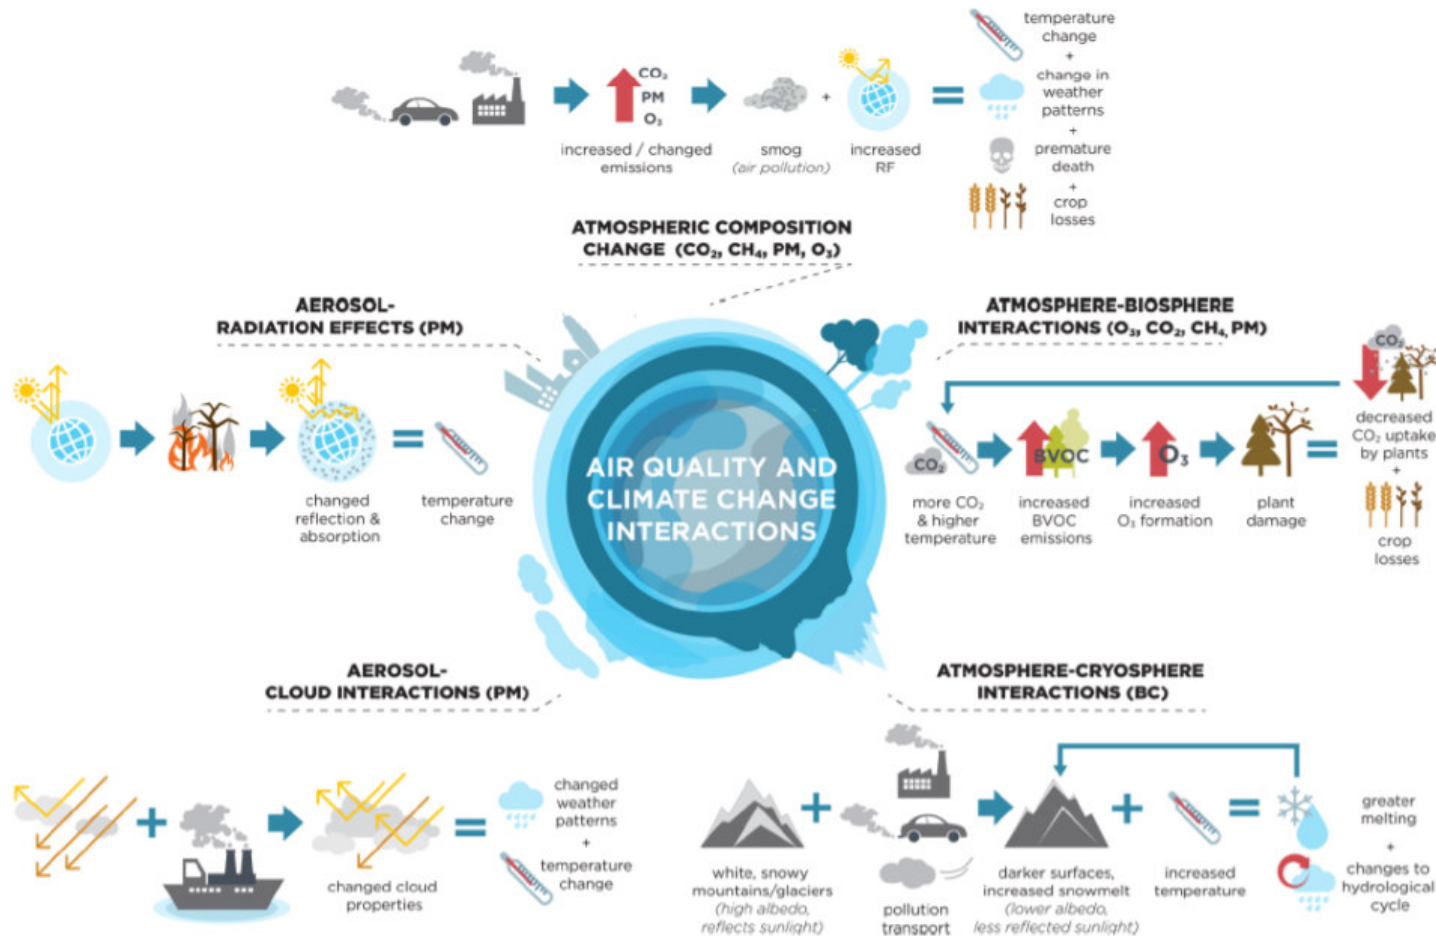 temperature
change
+
change in
weather
patterns
+
premature
death
+
crop
losses
CO₂
PM
O₃
increased / changed
emissions
smog
(air pollution)
+
increased
RF
=
ATMOSPHERIC COMPOSITION
CHANGE (CO₂, CH₄, PM, O₃)
AEROSOL-
RADIATION EFFECTS (PM)
=
changed
reflection &
absorption
temperature
change
ATMOSPHERE-BIOSPHERE
INTERACTIONS (O₃, CO₂, CH₄, PM)
CO₂
more CO₂
& higher
temperature
BVOC
increased
BVOC
emissions
O₃
increased
O₃ formation
plant
damage
=
CO₂
decreased
CO₂ uptake
by plants
+
crop
losses
AIR QUALITY AND
CLIMATE CHANGE
INTERACTIONS
AEROSOL-
CLOUD INTERACTIONS (PM)
+
changed cloud
properties
=
changed
weather
patterns
+
temperature
change
ATMOSPHERE-CRYOSPHERE
INTERACTIONS (BC)
white, snowy
mountains/glaciers
(high albedo,
reflects sunlight)
+
pollution
transport
darker surfaces,
increased snowmelt
(lower albedo,
less reflected sunlight)
+
increased
temperature
=
greater
melting
+
changes to
hydrological
cycle